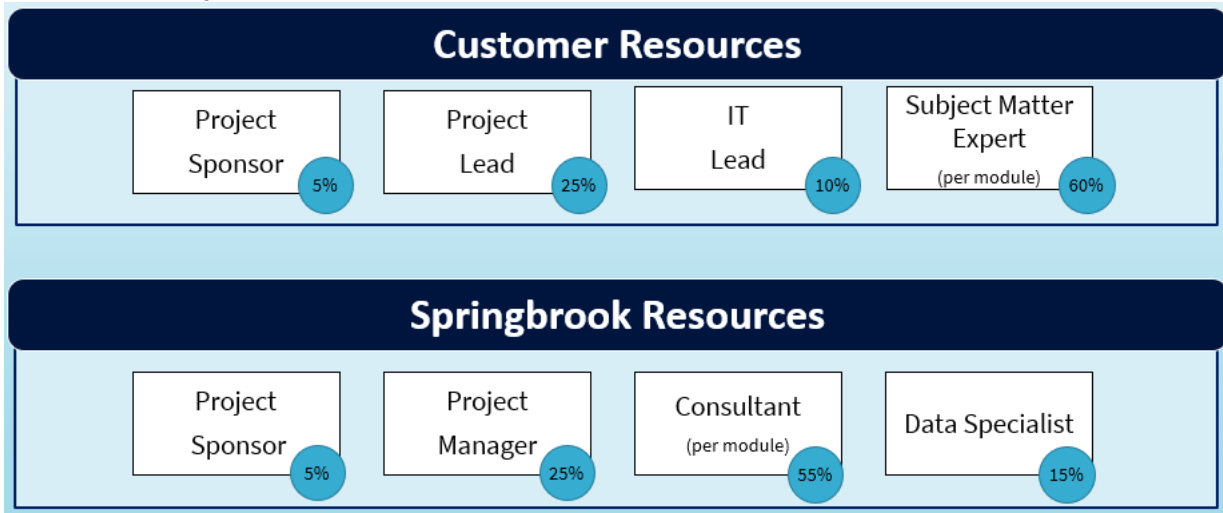 Customer Resources
Project
Sponsor
5%
Project
Lead
25%
IT
Lead
10%
Subject Matter
Expert
(per module)
60%
Springbrook Resources
Project
Sponsor
5%
Project
Manager
25%
Consultant
(per module)
55%
Data Specialist
15%